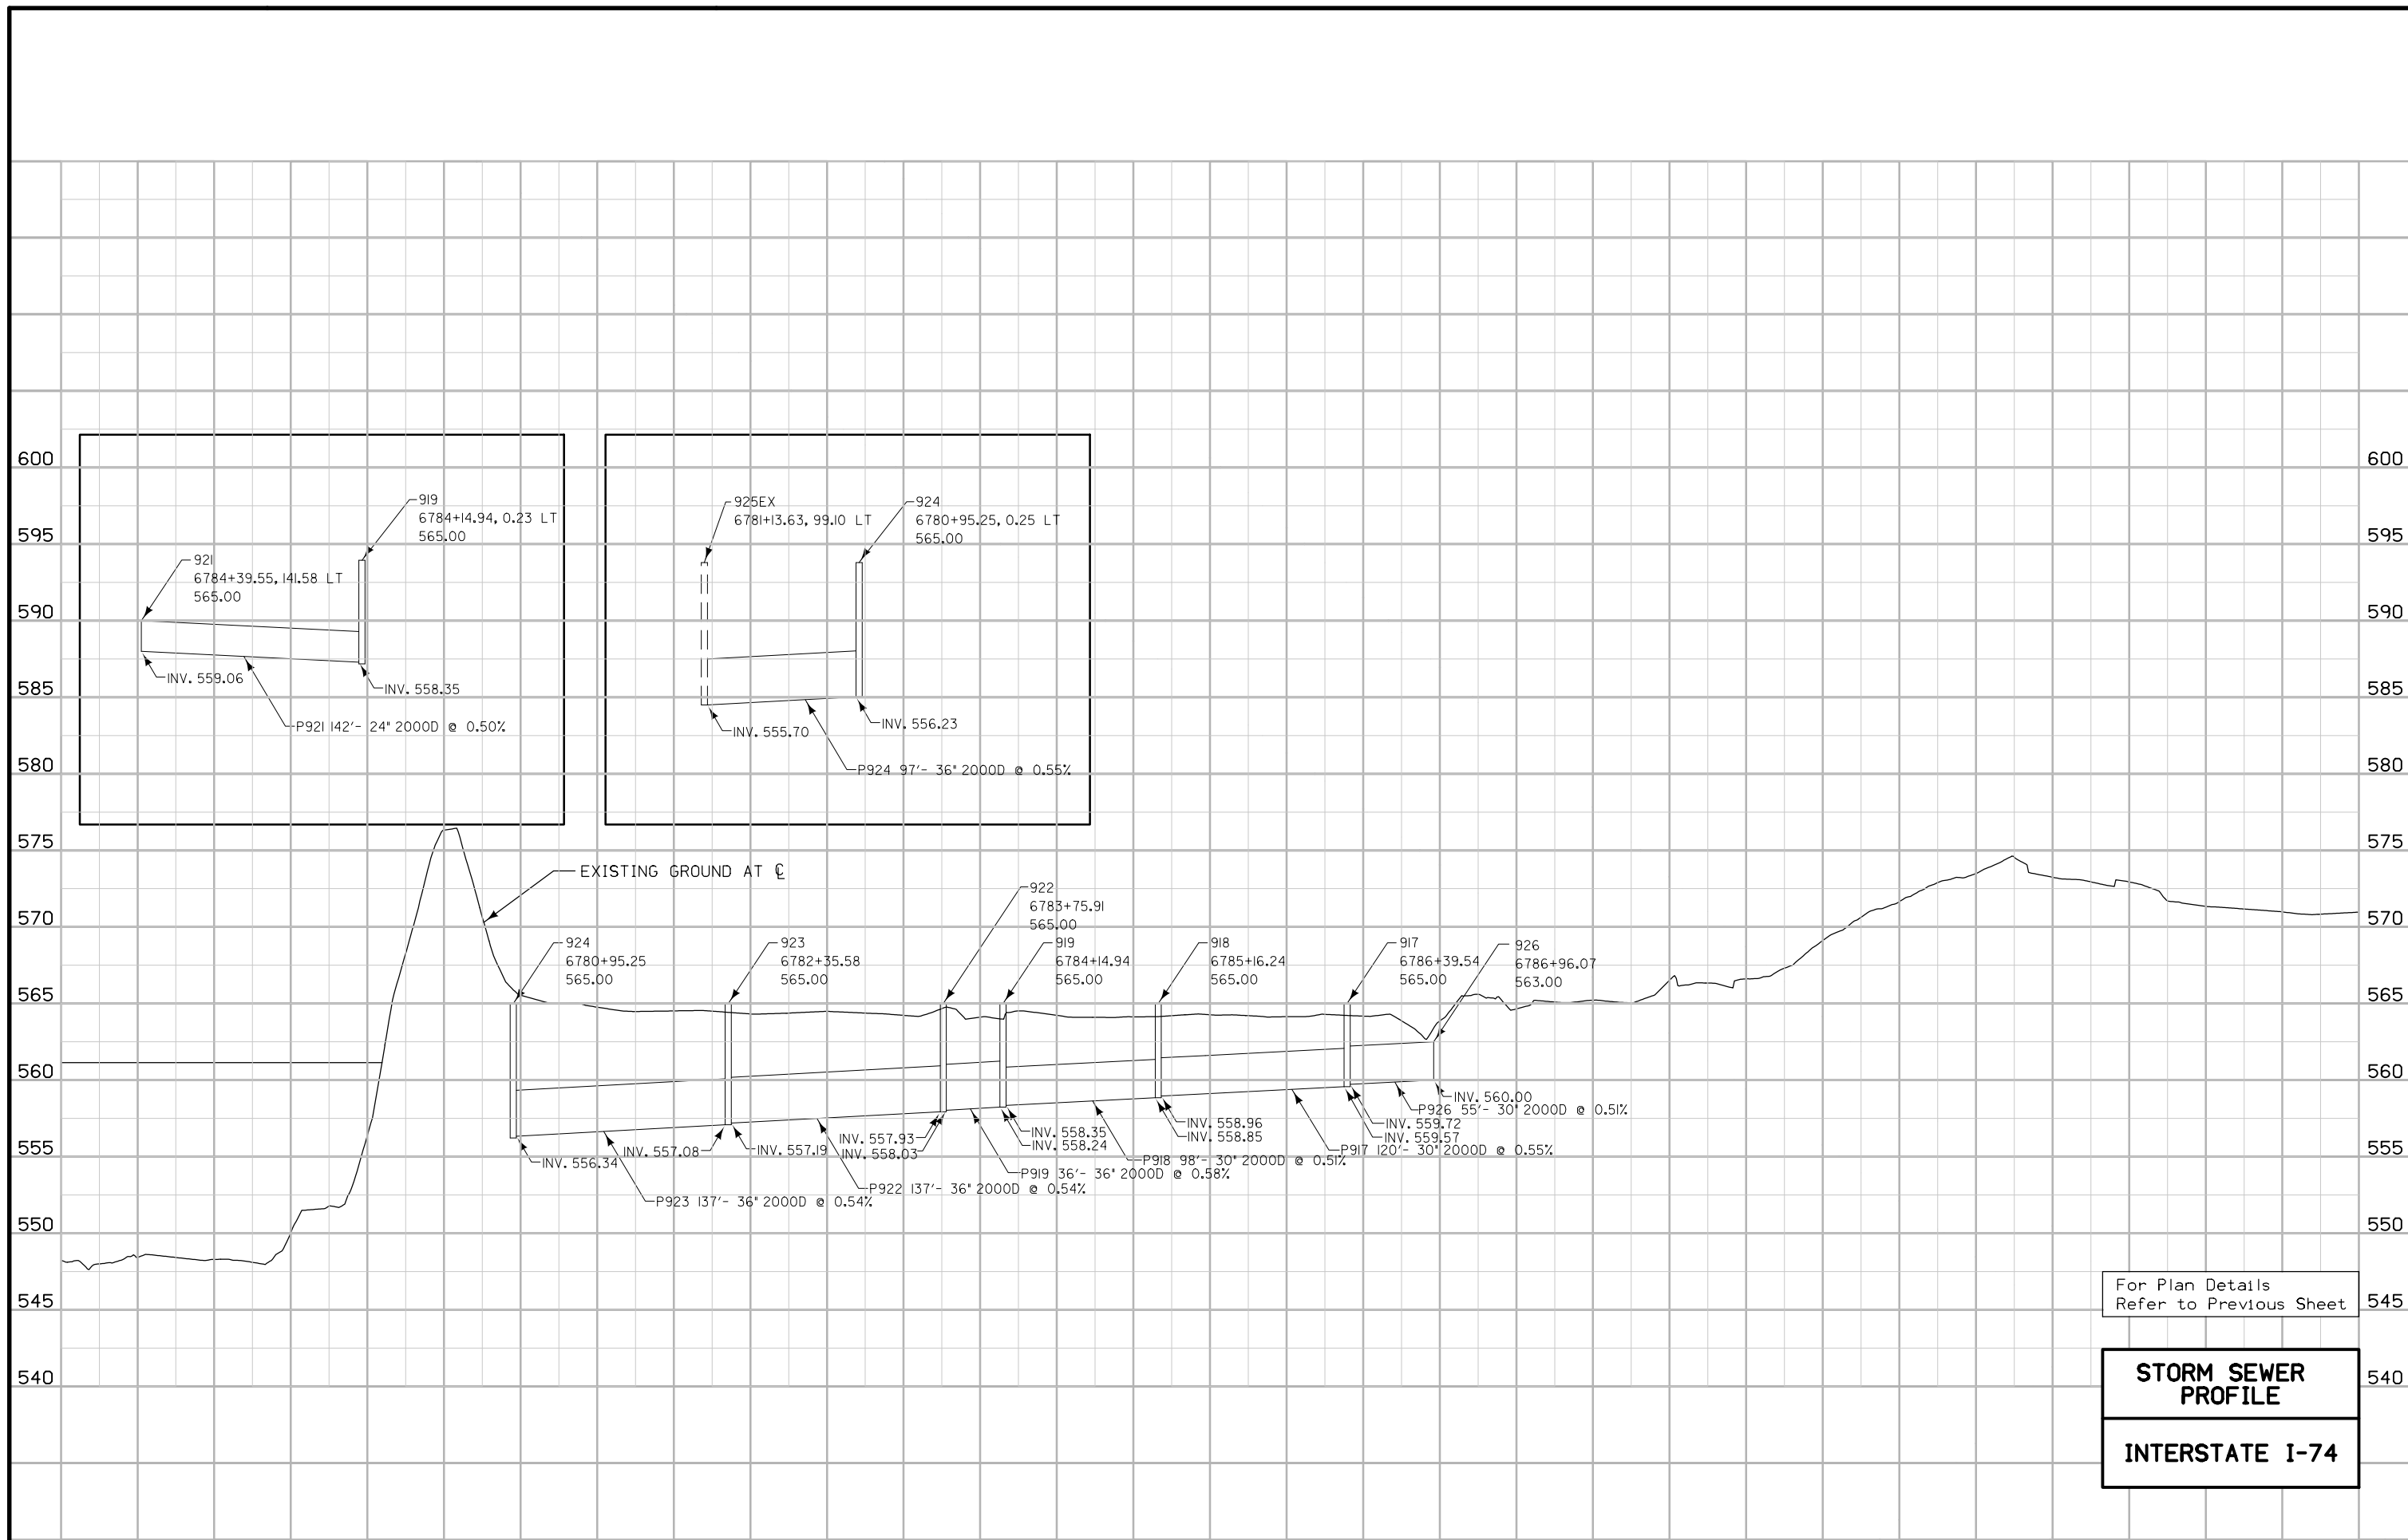 600
595
590
585
580
575
570
565
560
555
550
545
540
919
6784+14.94, 0.23 LT
565.00
921
6784+39.55, 141.58 LT
565.00
INV. 559.06
INV. 558.35
P921 142'- 24" 2000D @ 0.50%
925EX
6781+13.63, 99.10 LT
924
6780+95.25, 0.25 LT
565.00
INV. 555.70
INV. 556.23
P924 97'- 36" 2000D @ 0.55%
EXISTING GROUND AT ℄
924
6780+95.25
565.00
923
6782+35.58
565.00
922
6783+75.91
565.00
919
6784+14.94
565.00
918
6785+16.24
565.00
917
6786+39.54
565.00
926
6786+96.07
563.00
INV. 556.34
INV. 557.08
INV. 557.19
INV. 557.93
INV. 558.03
INV. 558.35
INV. 558.24
INV. 558.96
INV. 558.85
INV. 560.00
INV. 559.72
INV. 559.57
P926 55'- 30" 2000D @ 0.51%
P917 120'- 30" 2000D @ 0.55%
P918 98'- 30" 2000D @ 0.51%
P919 36'- 36" 2000D @ 0.58%
P922 137'- 36" 2000D @ 0.54%
P923 137'- 36" 2000D @ 0.54%
600
595
590
585
580
575
570
565
560
555
550
545
540
For Plan Details
Refer to Previous Sheet
STORM SEWER
PROFILE
INTERSTATE I-74